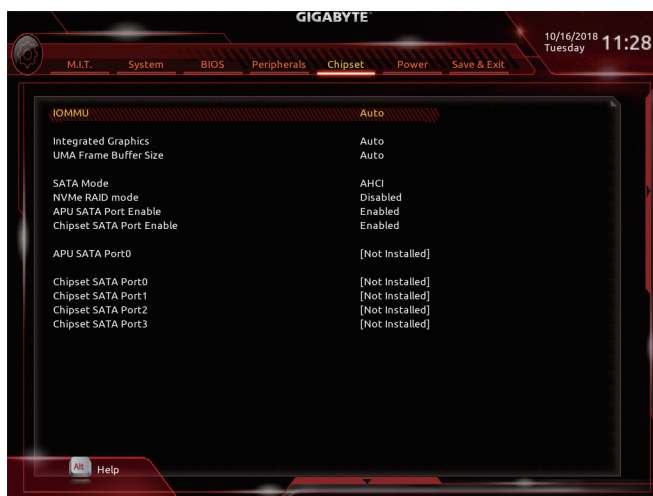 GIGABYTE
10/16/2018
Tuesday
11:28
M.I.T. System BIOS Peripherals Chipset Power Save & Exit
IOMMU Auto
Integrated Graphics Auto
UMA Frame Buffer Size Auto
SATA Mode AHCI
NVMe RAID mode Disabled
APU SATA Port Enable Enabled
Chipset SATA Port Enable Enabled
APU SATA Port0 [Not Installed]
Chipset SATA Port0 [Not Installed]
Chipset SATA Port1 [Not Installed]
Chipset SATA Port2 [Not Installed]
Chipset SATA Port3 [Not Installed]
Alt Help